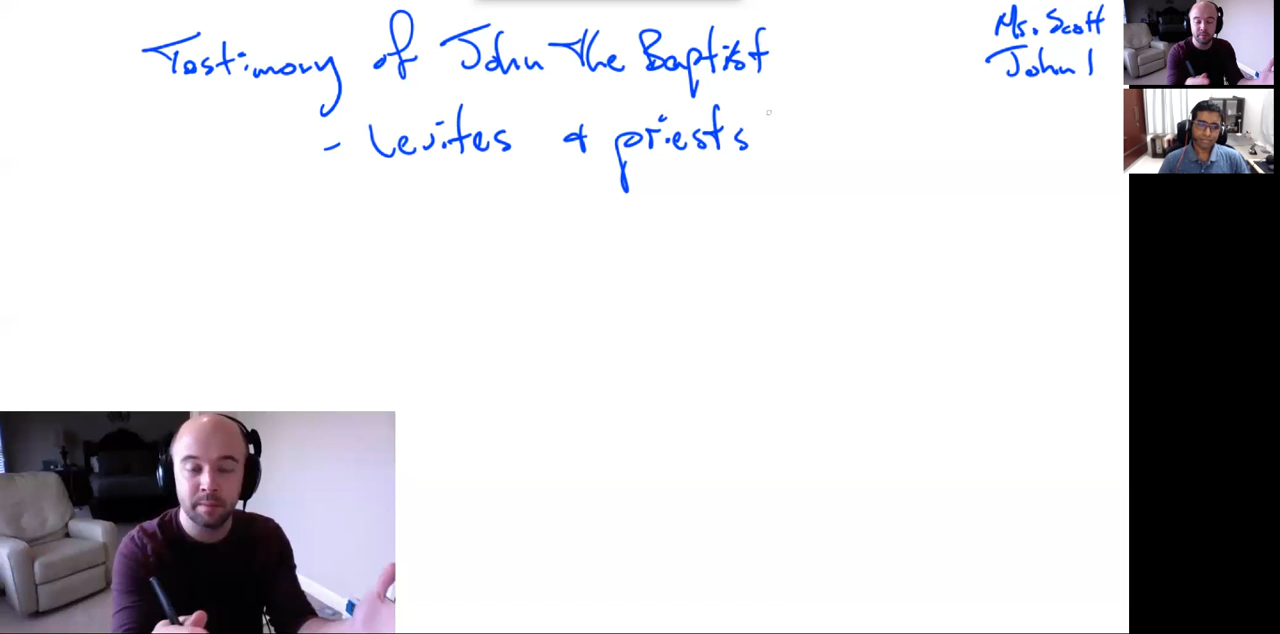 Testimony of John The Baptist
- Levites & priests
Ms. Scott
John 1